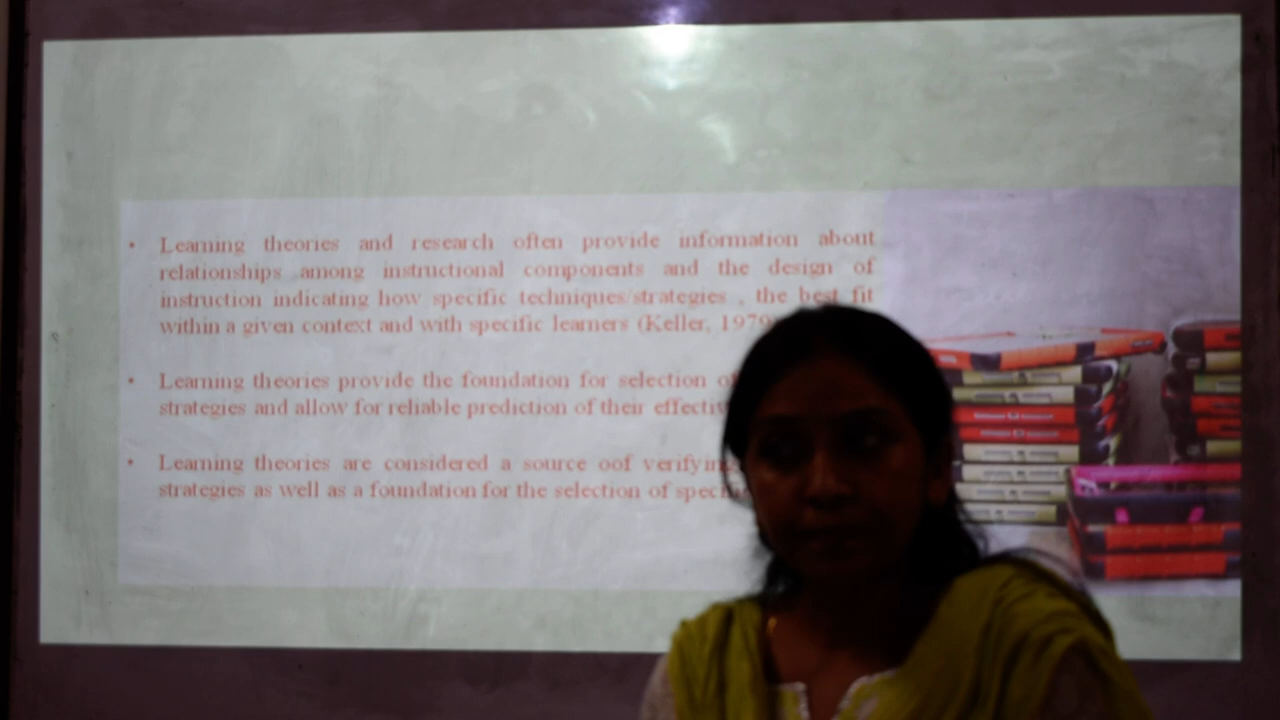 • Learning theories and research often provide information about
relationships among instructional components and the design of
instruction indicating how specific techniques/strategies , the best fit
within a given context and with specific learners (Keller, 1979)
• Learning theories provide the foundation for selection of
strategies and allow for reliable prediction of their
• Learning theories are considered a source oof verifying
strategies as well as a foundation for the selection of